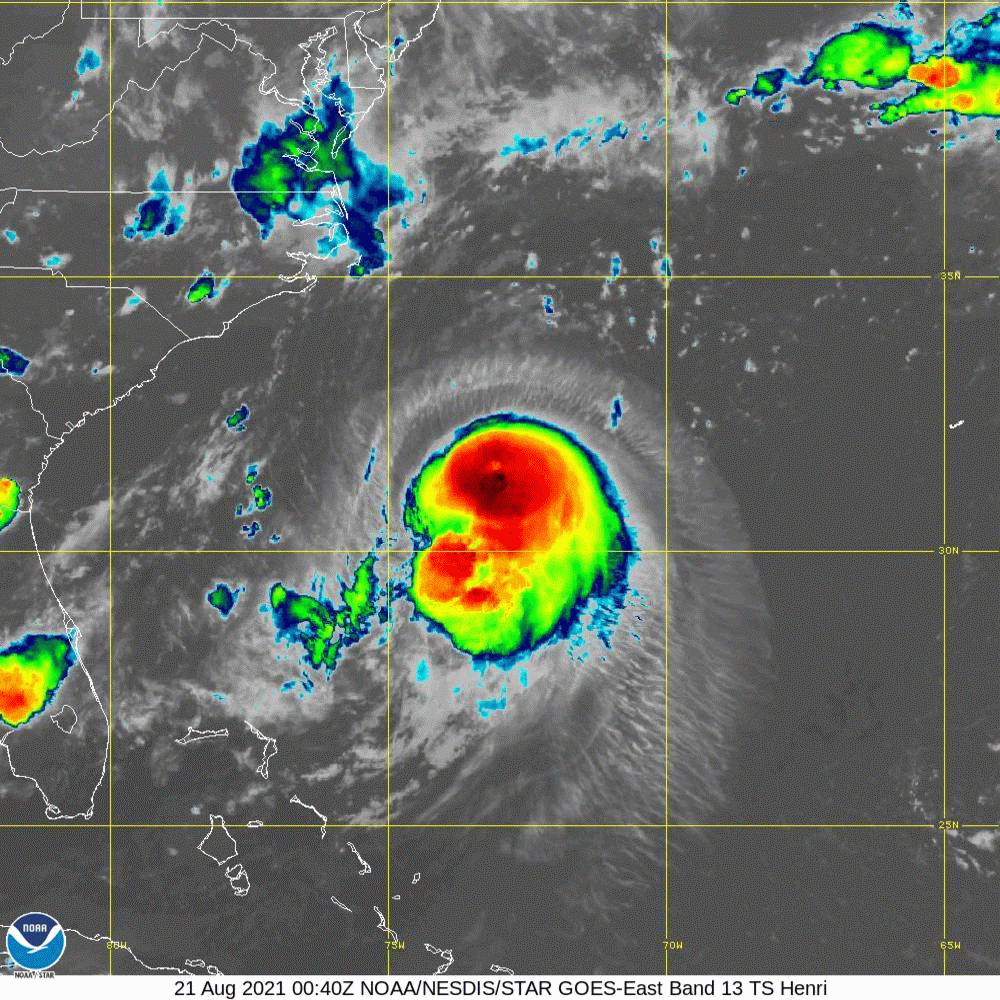 35N
30N
25N
80W
75W
70W
65W
NOAA
NOAA / STAR
21 Aug 2021 00:40Z NOAA/NESDIS/STAR GOES-East Band 13 TS Henri